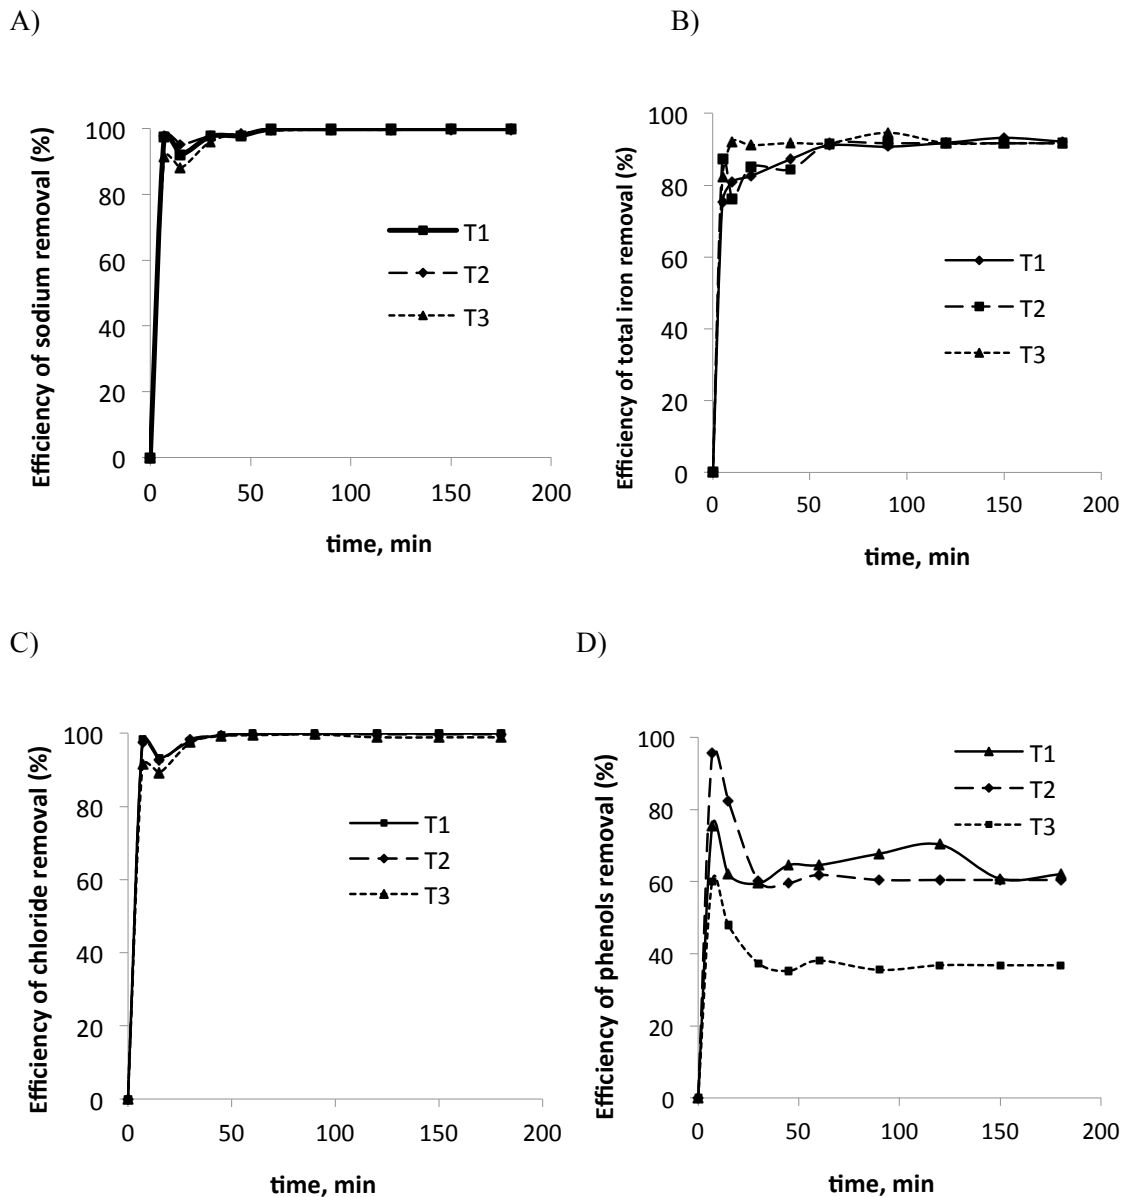 A)
Efficiency of sodium removal (%)
100
80
60
40
20
0
0 50 100 150 200
time, min
T1
T2
T3
B)
Efficiency of total iron removal (%)
100
80
60
40
20
0
0 50 100 150 200
time, min
T1
T2
T3
C)
Efficiency of chloride removal (%)
100
80
60
40
20
0
0 50 100 150 200
time, min
T1
T2
T3
D)
Efficiency of phenols removal (%)
100
80
60
40
20
0
0 50 100 150 200
time, min
T1
T2
T3